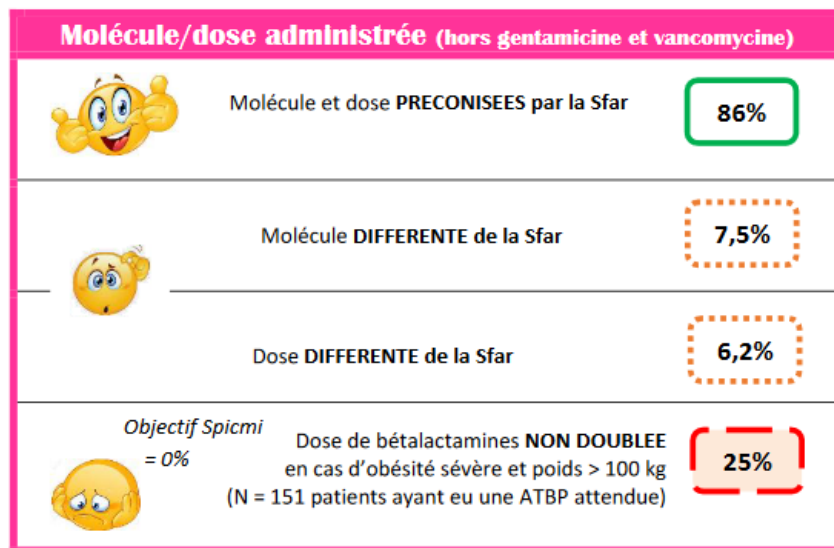 Molécule/dose administrée (hors gentamicine et vancomycine)
Molécule et dose PRECONISEES par la Sfar
86%
Molécule DIFFERENTE de la Sfar
7,5%
Dose DIFFERENTE de la Sfar
6,2%
Objectif Spicmi
= 0%
Dose de bétalactamines NON DOUBLEE
en cas d'obésité sévère et poids > 100 kg
(N = 151 patients ayant eu une ATBP attendue)
25%